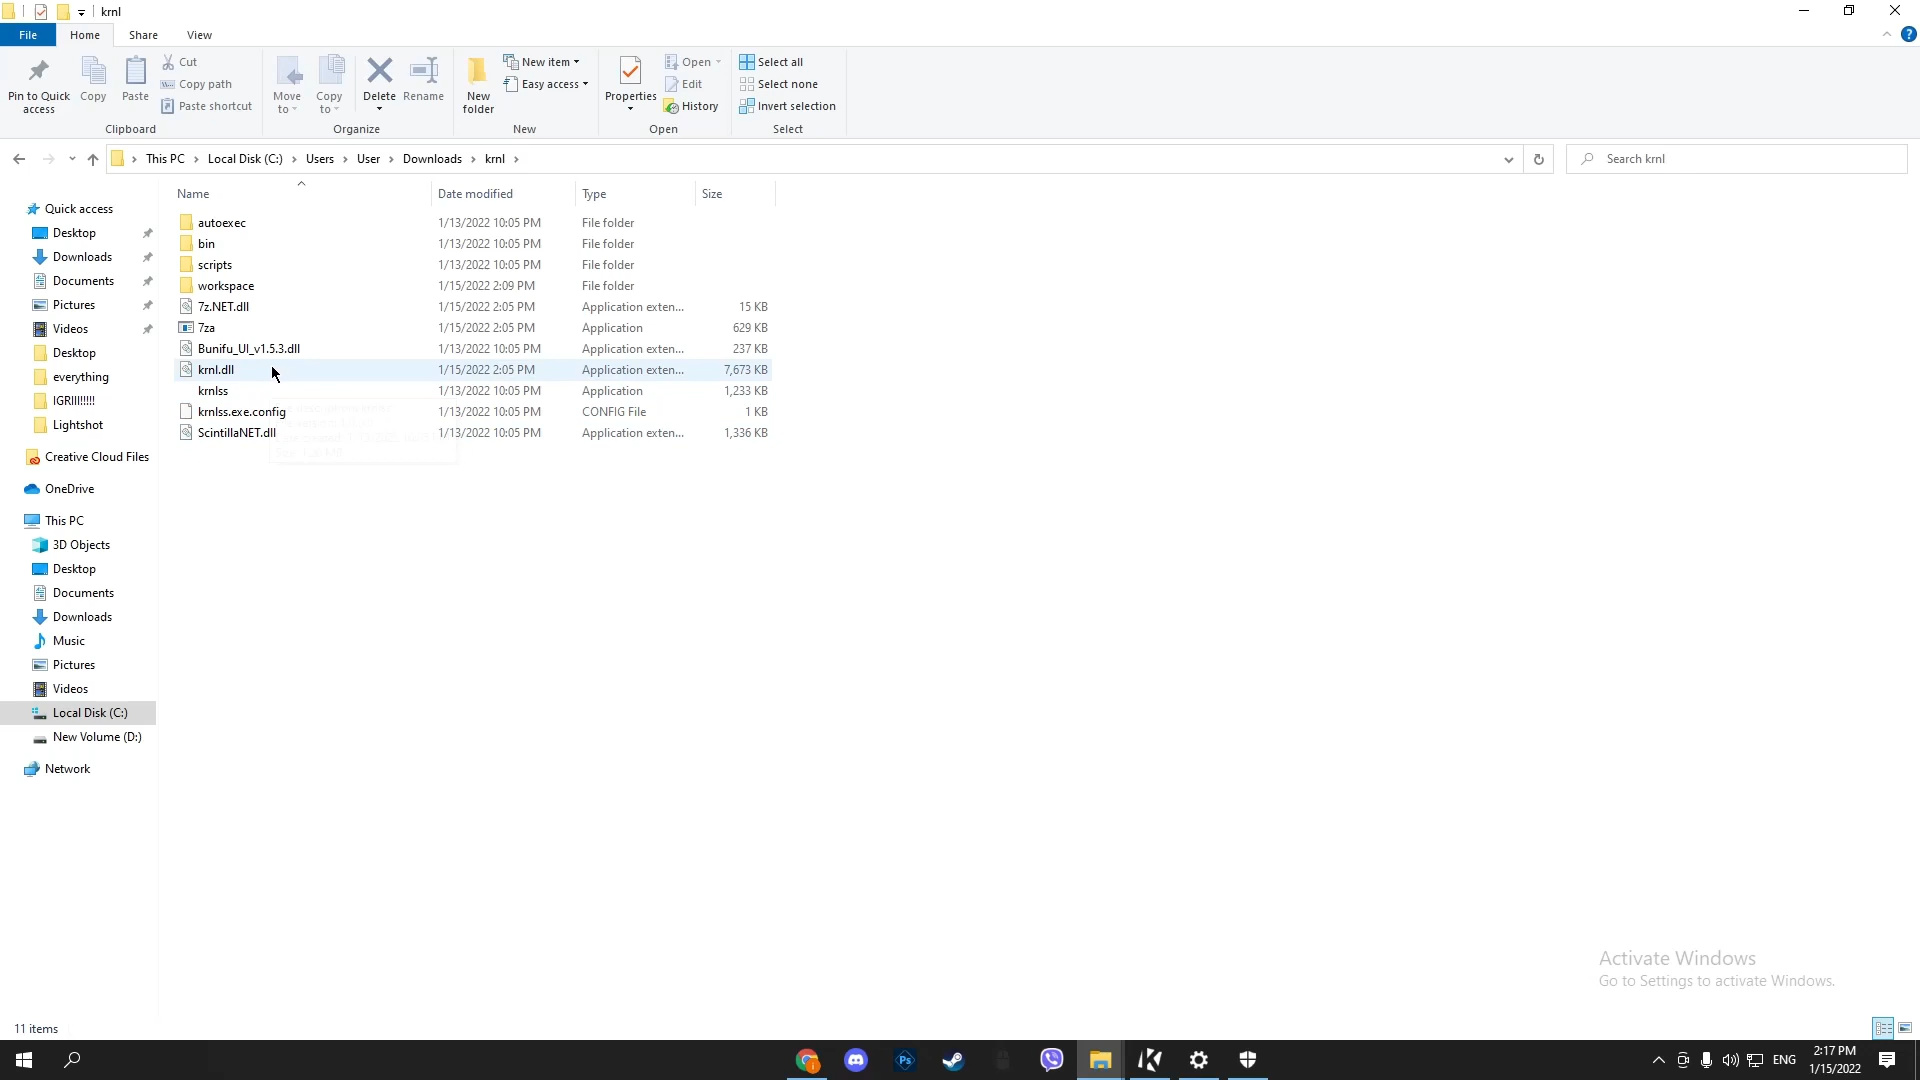 krnl
File Home Share View
Pin to Quick access
Copy
Paste
Cut
Copy path
Paste shortcut
Clipboard
Move to
Copy to
Delete
Rename
Organize
New folder
New item
Easy access
New
Properties
Open
Edit
History
Open
Select all
Select none
Invert selection
Select
This PC Local Disk (C:) Users User Downloads krnl
Search krnl
Name Date modified Type Size
autoexec 1/13/2022 10:05 PM File folder
bin 1/13/2022 10:05 PM File folder
scripts 1/13/2022 10:05 PM File folder
workspace 1/15/2022 2:09 PM File folder
7z.NET.dll 1/15/2022 2:05 PM Application exten... 15 KB
7za 1/15/2022 2:05 PM Application 629 KB
Bunifu_UI_v1.5.3.dll 1/13/2022 10:05 PM Application exten... 237 KB
krnl.dll 1/15/2022 2:05 PM Application exten... 7,673 KB
krnlss 1/13/2022 10:05 PM Application 1,233 KB
krnlss.exe.config 1/13/2022 10:05 PM CONFIG File 1 KB
ScintillaNET.dll 1/13/2022 10:05 PM Application exten... 1,336 KB
Quick access
Desktop
Downloads
Documents
Pictures
Videos
Desktop
everything
IGRIII!!!!!
Lightshot
Creative Cloud Files
OneDrive
This PC
3D Objects
Desktop
Documents
Downloads
Music
Pictures
Videos
Local Disk (C:)
New Volume (D:)
Network
Activate Windows
Go to Settings to activate Windows.
11 items
Ps
ENG
2:17 PM
1/15/2022